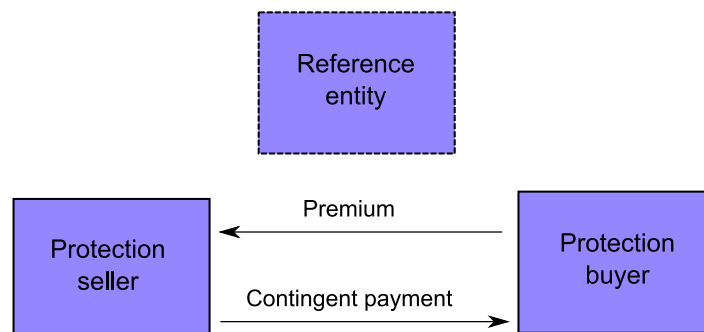 Reference
entity
Premium
Protection
seller
Protection
buyer
Contingent payment